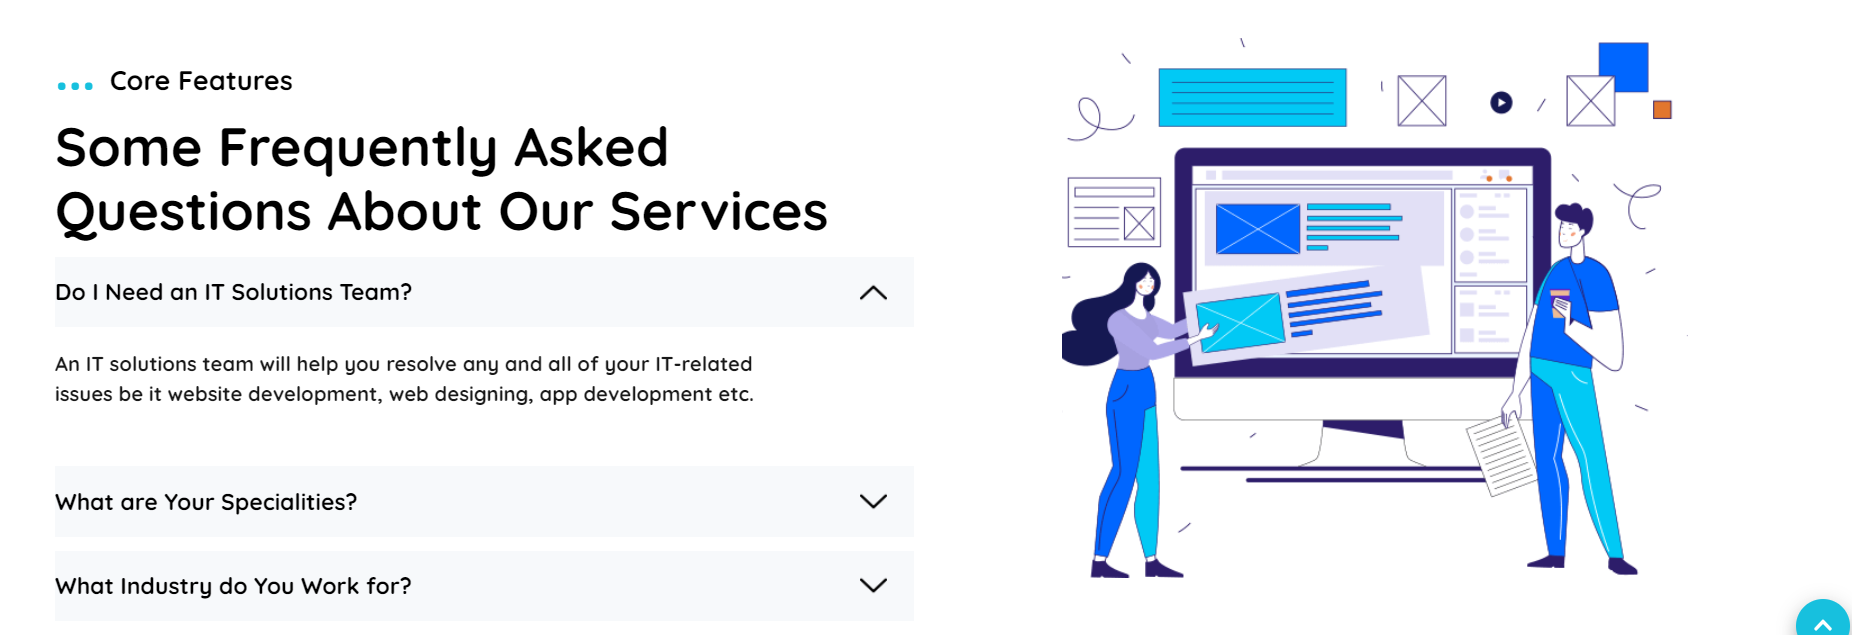 Core Features
Some Frequently Asked
Questions About Our Services
Do I Need an IT Solutions Team?
An IT solutions team will help you resolve any and all of your IT-related
issues be it website development, web designing, app development etc.
What are Your Specialities?
What Industry do You Work for?